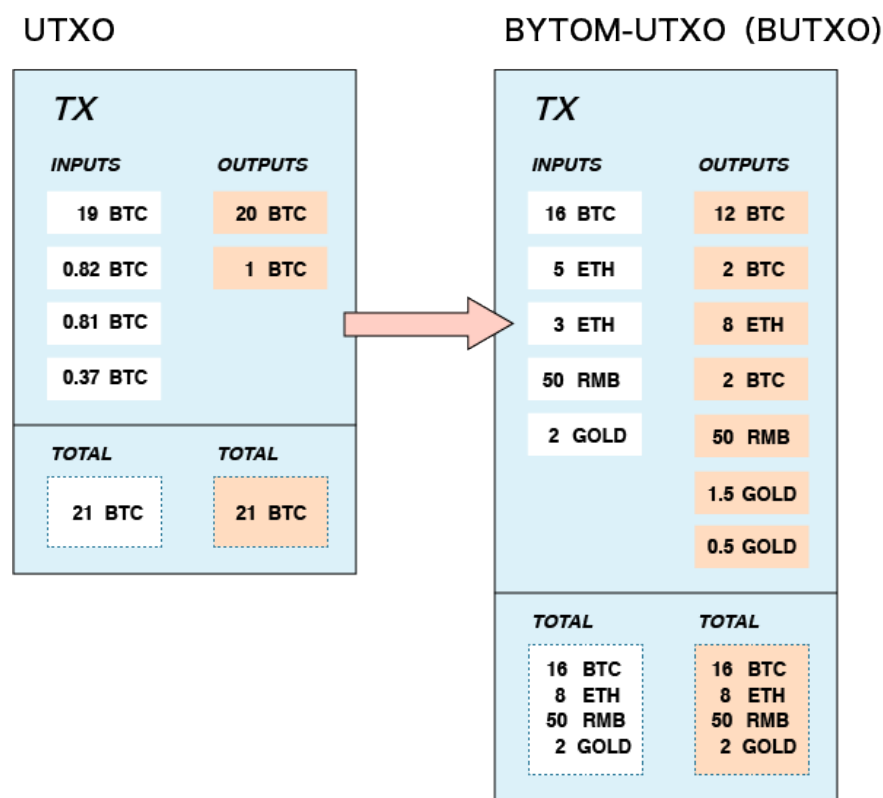 UTXO
TX
INPUTS
OUTPUTS
19 BTC
20 BTC
0.82 BTC
1 BTC
0.81 BTC
0.37 BTC
TOTAL
TOTAL
21 BTC
21 BTC
BYTOM-UTXO (BUTXO)
TX
INPUTS
OUTPUTS
16 BTC
12 BTC
5 ETH
2 BTC
3 ETH
8 ETH
50 RMB
2 BTC
2 GOLD
50 RMB
1.5 GOLD
0.5 GOLD
TOTAL
TOTAL
16 BTC
8 ETH
50 RMB
2 GOLD
16 BTC
8 ETH
50 RMB
2 GOLD